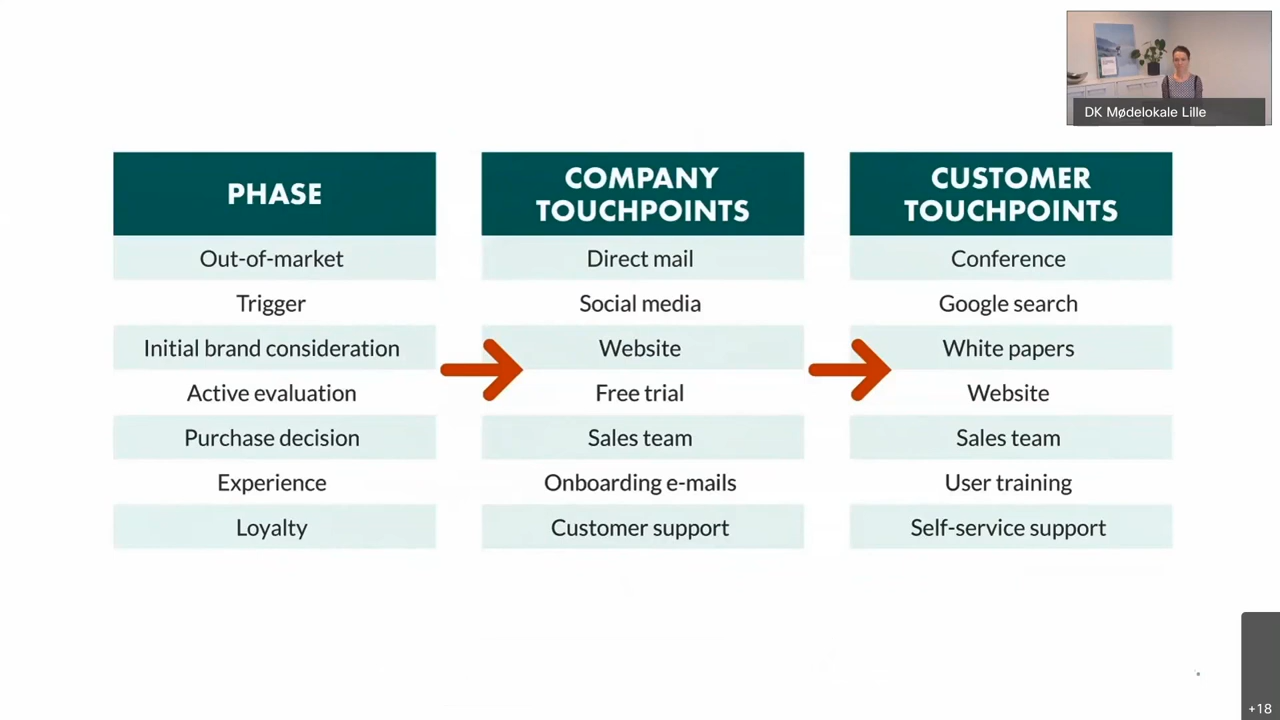 DK Mødelokale Lille
PHASE
Out-of-market
Trigger
Initial brand consideration
Active evaluation
Purchase decision
Experience
Loyalty
COMPANY
TOUCHPOINTS
Direct mail
Social media
Website
Free trial
Sales team
Onboarding e-mails
Customer support
CUSTOMER
TOUCHPOINTS
Conference
Google search
White papers
Website
Sales team
User training
Self-service support
+18